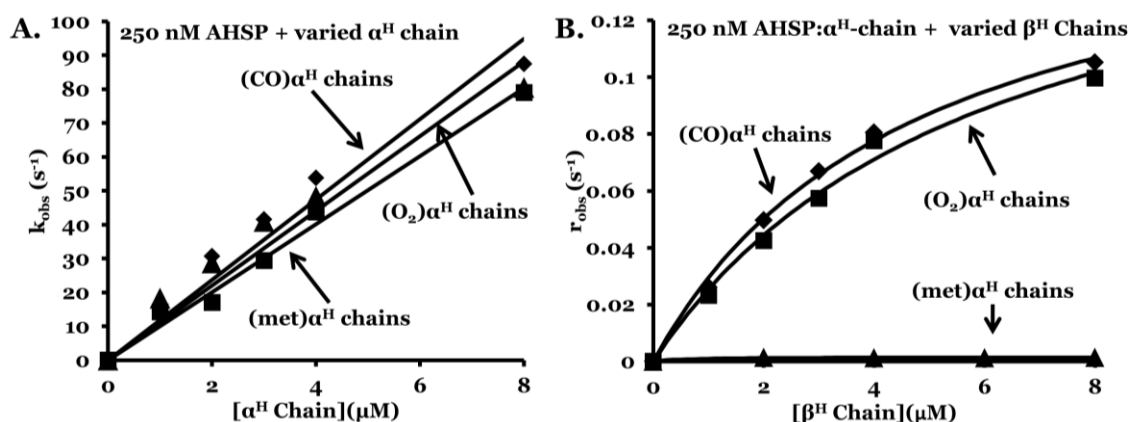 A.
250 nM AHSP + varied αᴴ chain
100
90
80
70
60
50
40
30
20
10
0
k_obs (s⁻¹)
(CO)αᴴ chains
(O₂)αᴴ chains
(met)αᴴ chains
0 2 4 6 8
[αᴴ Chain](μM)
B.
250 nM AHSP:αᴴ-chain + varied βᴴ Chains
0.12
0.1
0.08
0.06
0.04
0.02
0
r_obs (s⁻¹)
(CO)αᴴ chains
(O₂)αᴴ chains
(met)αᴴ chains
0 2 4 6 8
[βᴴ Chain](μM)